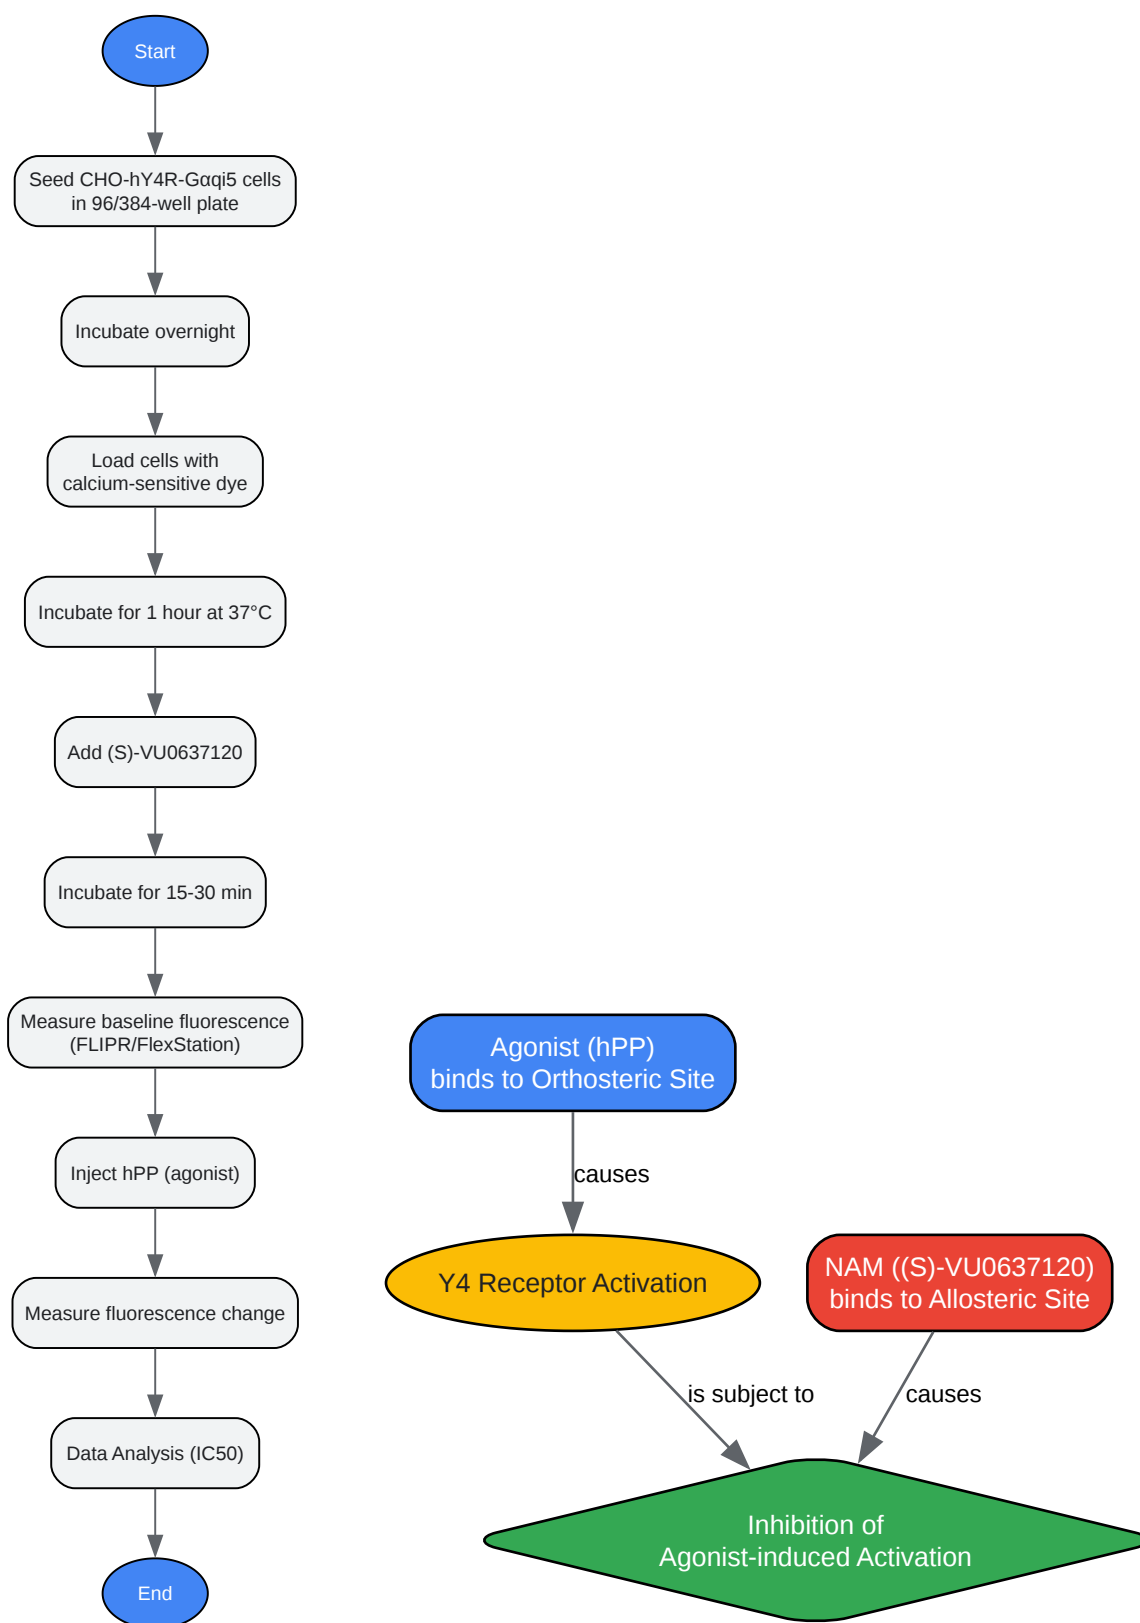 Start
Seed CHO-hY4R-Gαqi5 cells
in 96/384-well plate
Incubate overnight
Load cells with
calcium-sensitive dye
Incubate for 1 hour at 37°C
Add (S)-VU0637120
Incubate for 15-30 min
Measure baseline fluorescence
(FLIPR/FlexStation)
Inject hPP (agonist)
Measure fluorescence change
Data Analysis (IC50)
End
Agonist (hPP)
binds to Orthosteric Site
causes
Y4 Receptor Activation
NAM ((S)-VU0637120)
binds to Allosteric Site
is subject to
causes
Inhibition of
Agonist-induced Activation